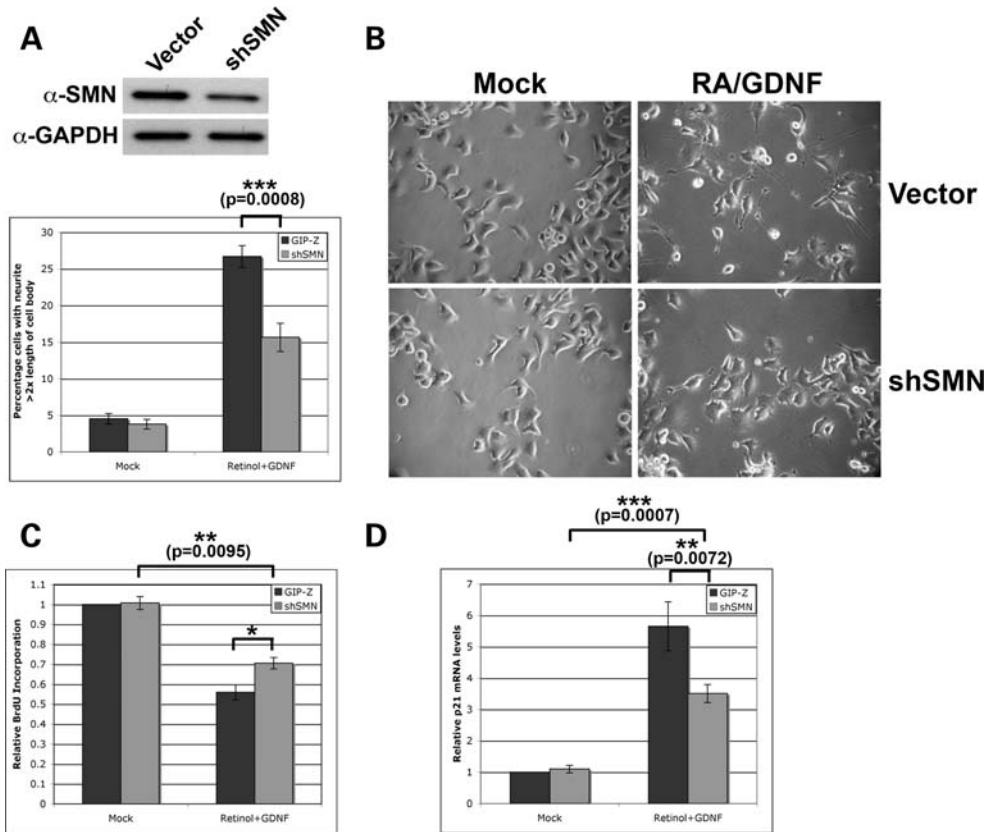 A
Vector
shSMN
α-SMN
α-GAPDH
***
(p=0.0008)
Percentage cells with neurite
>2x length of cell body
35
30
25
20
15
10
5
0
GIP-Z
shSMN
Mock
Retinol+GDNF
B
Mock
RA/GDNF
Vector
shSMN
C
**
(p=0.0095)
*
Relative BrdU Incorporation
1.1
1
0.9
0.8
0.7
0.6
0.5
0.4
0.3
0.2
0.1
0
GIP-Z
shSMN
Mock
Retinol+GDNF
D
***
(p=0.0007)
**
(p=0.0072)
Relative p21 mRNA levels
7
6
5
4
3
2
1
0
GIP-Z
shSMN
Mock
Retinol+GDNF